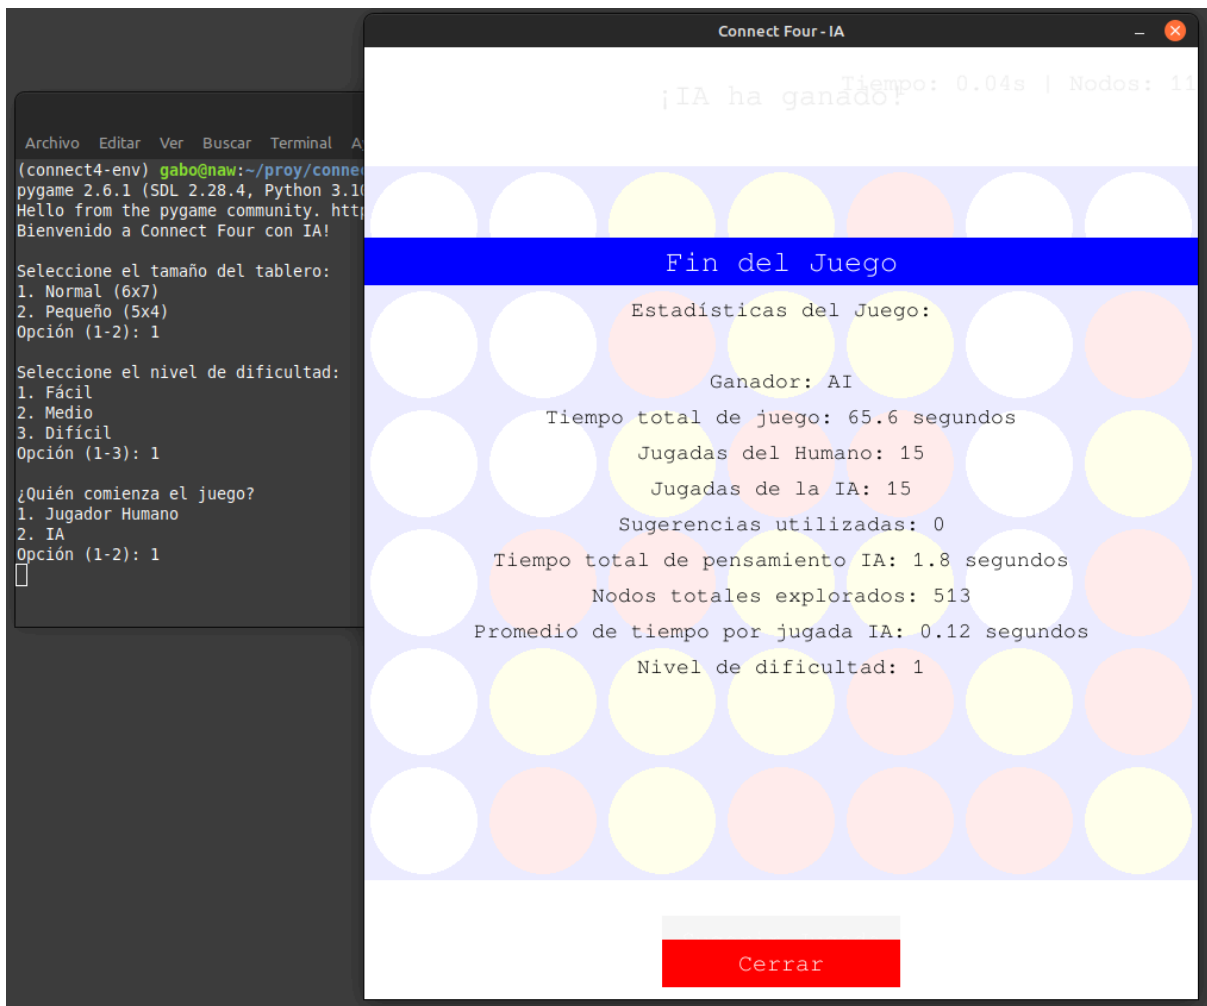 Connect Four - IA
Tiempo: 0.04s | Nodos: 11
¡IA ha ganado!
Archivo Editar Ver Buscar Terminal
(connect4-env) gabo@naw:~/proy/connec
pygame 2.6.1 (SDL 2.28.4, Python 3.10
Hello from the pygame community. http
Bienvenido a Connect Four con IA!
Seleccione el tamaño del tablero:
1. Normal (6x7)
2. Pequeño (5x4)
Opción (1-2): 1
Seleccione el nivel de dificultad:
1. Fácil
2. Medio
3. Difícil
Opción (1-3): 1
¿Quién comienza el juego?
1. Jugador Humano
2. IA
Opción (1-2): 1
Fin del Juego
Estadísticas del Juego:
Ganador: AI
Tiempo total de juego: 65.6 segundos
Jugadas del Humano: 15
Jugadas de la IA: 15
Sugerencias utilizadas: 0
Tiempo total de pensamiento IA: 1.8 segundos
Nodos totales explorados: 513
Promedio de tiempo por jugada IA: 0.12 segundos
Nivel de dificultad: 1
Cerrar